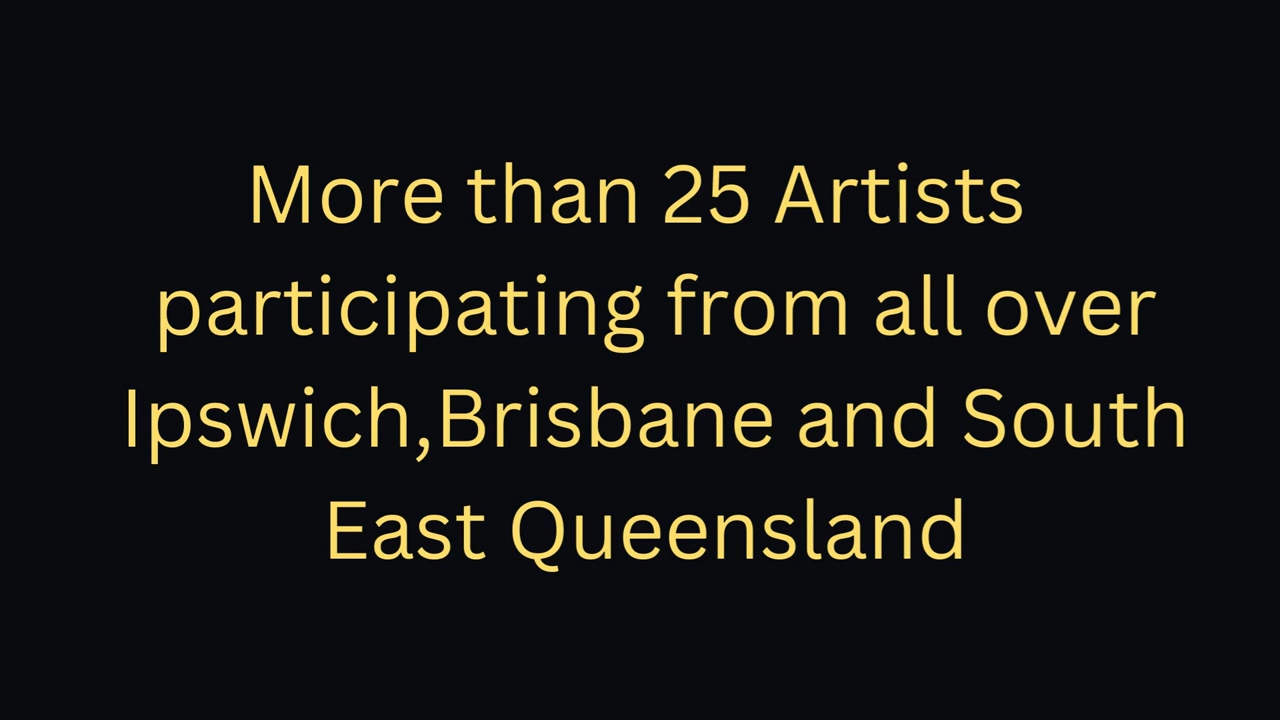 More than 25 Artists
participating from all over
Ipswich,Brisbane and South
East Queensland